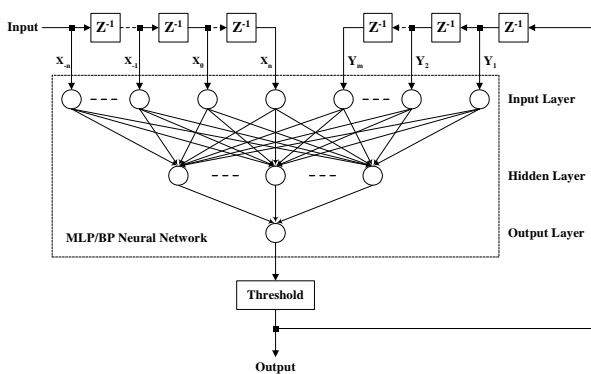 Input
Z⁻¹ Z⁻¹ Z⁻¹ Z⁻¹ Z⁻¹ Z⁻¹
X₋ₙ X₋₁ X₀ Xₙ Yₘ Y₂ Y₁
Input Layer
Hidden Layer
MLP/BP Neural Network
Output Layer
Threshold
Output